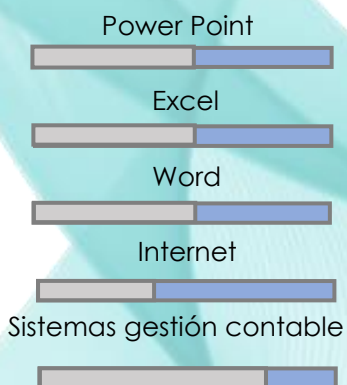 Power Point
Excel
Word
Internet
Sistemas gestión contable